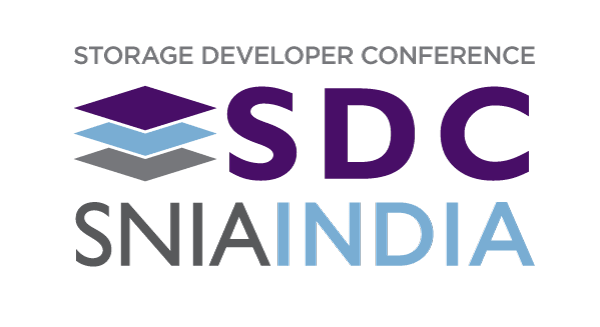 STORAGE DEVELOPER CONFERENCE
SDC
SNIAINDIA